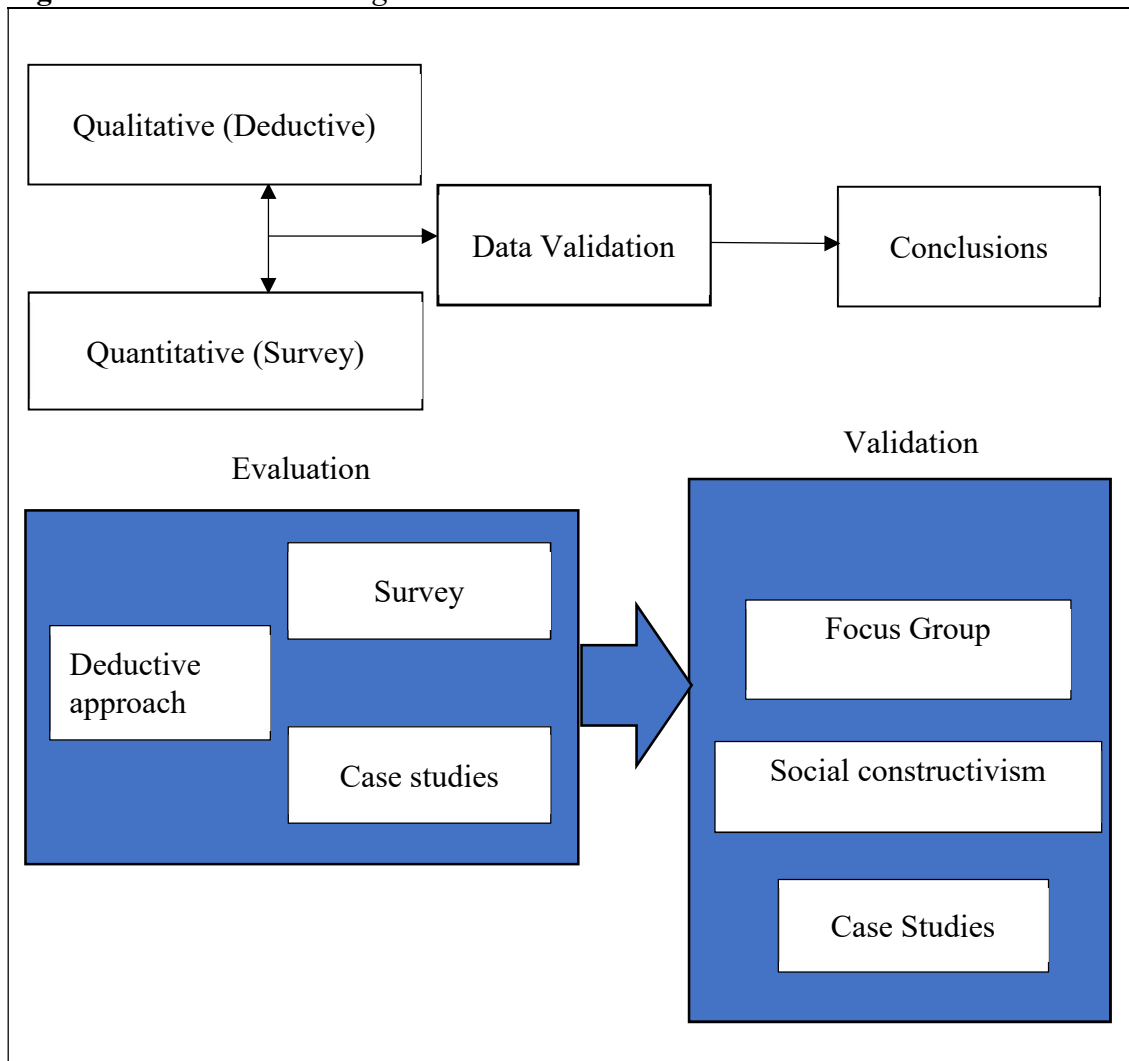 Qualitative (Deductive)
Data Validation
Conclusions
Quantitative (Survey)
Evaluation
Validation
Survey
Deductive
approach
Case studies
Focus Group
Social constructivism
Case Studies